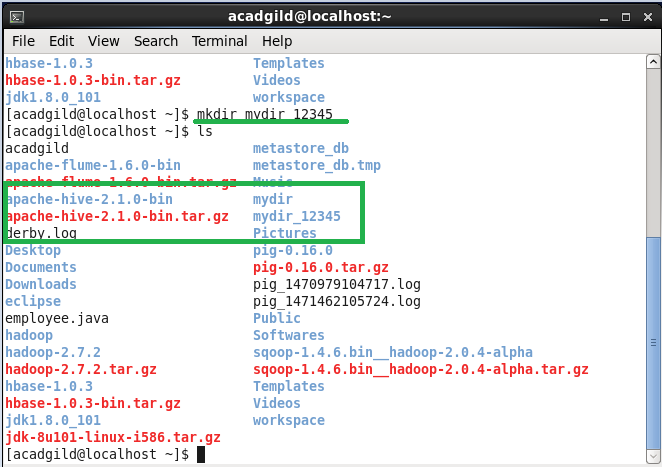 acadgild@localhost:~
File Edit View Search Terminal Help
hbase-1.0.3 Templates
hbase-1.0.3-bin.tar.gz Videos
jdk1.8.0_101 workspace
[acadgild@localhost ~]$ mkdir mydir_12345
[acadgild@localhost ~]$ ls
acadgild metastore_db
apache-flume-1.6.0-bin metastore_db.tmp
apache-flume-1.6.0-bin.tar.gz Music
apache-hive-2.1.0-bin mydir
apache-hive-2.1.0-bin.tar.gz mydir_12345
derby.log Pictures
Desktop pig-0.16.0
Documents pig-0.16.0.tar.gz
Downloads pig_1470979104717.log
eclipse pig_1471462105724.log
employee.java Public
hadoop Softwares
hadoop-2.7.2 sqoop-1.4.6.bin__hadoop-2.0.4-alpha
hadoop-2.7.2.tar.gz sqoop-1.4.6.bin__hadoop-2.0.4-alpha.tar.gz
hbase-1.0.3 Templates
hbase-1.0.3-bin.tar.gz Videos
jdk1.8.0_101 workspace
jdk-8u101-linux-i586.tar.gz
[acadgild@localhost ~]$